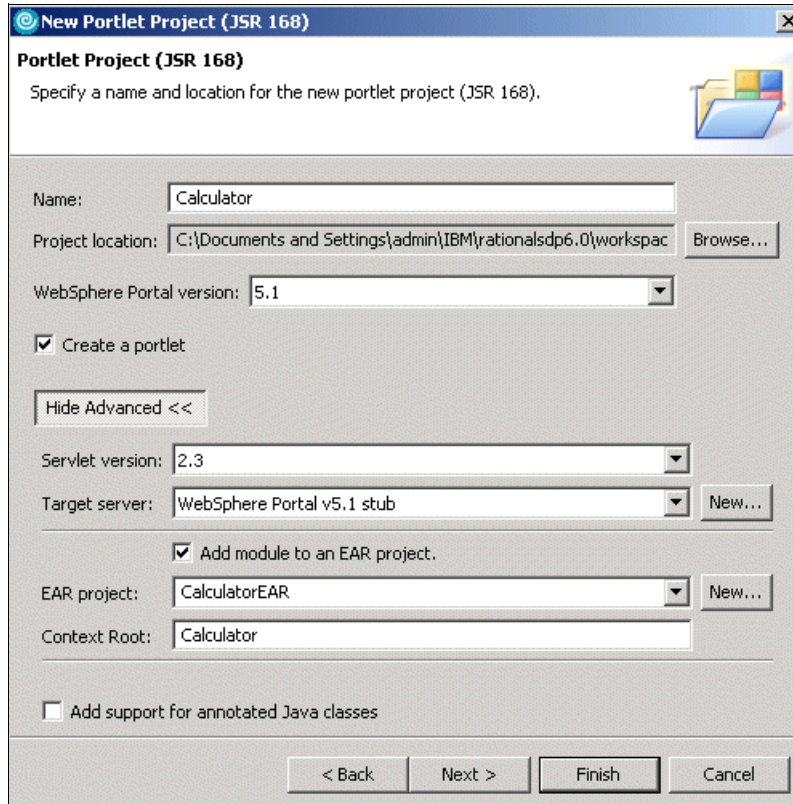 New Portlet Project (JSR 168)
Portlet Project (JSR 168)
Specify a name and location for the new portlet project (JSR 168).
Name: Calculator
Project location: C:\Documents and Settings\admin\IBM\rationalsdp6.0\workspac Browse...
WebSphere Portal version: 5.1
Create a portlet
Hide Advanced <<
Servlet version: 2.3
Target server: WebSphere Portal v5.1 stub New...
Add module to an EAR project.
EAR project: CalculatorEAR New...
Context Root: Calculator
Add support for annotated Java classes
< Back Next > Finish Cancel